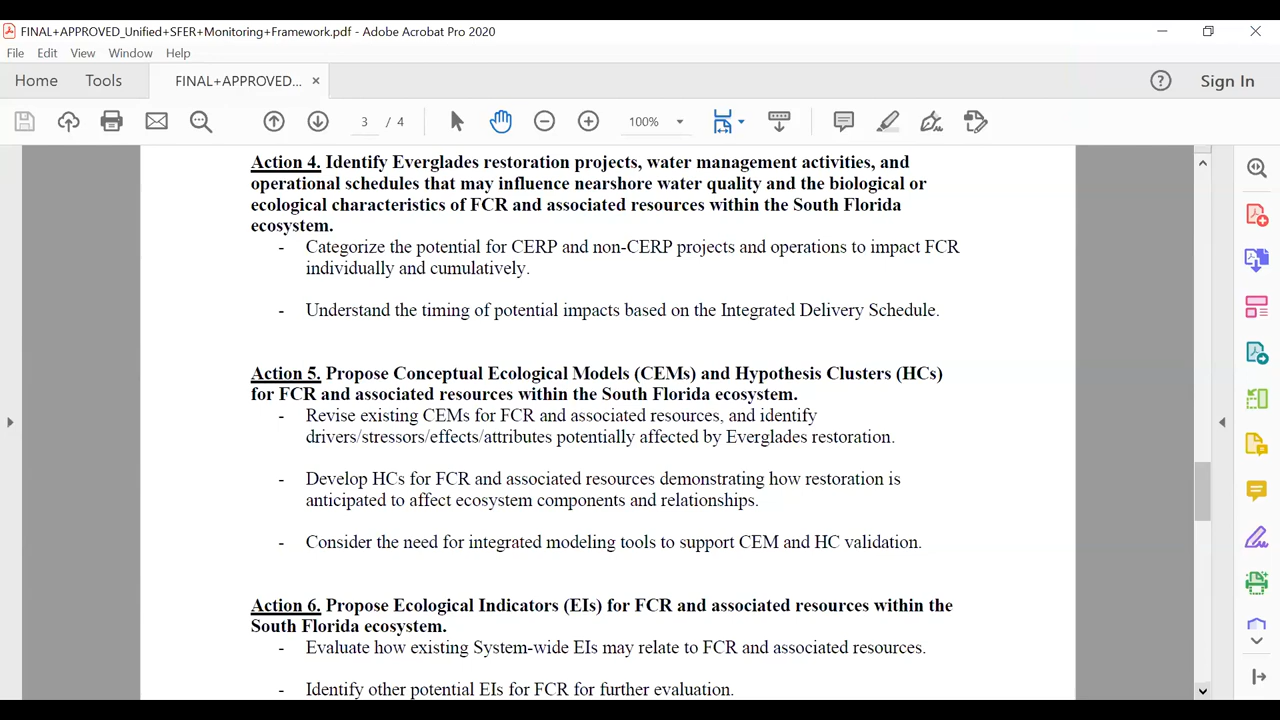 FINAL+APPROVED_Unified+SFER+Monitoring+Framework.pdf - Adobe Acrobat Pro 2020
File Edit View Window Help
Home Tools FINAL+APPROVED... × ? Sign In
3 / 4 100%
Action 4. Identify Everglades restoration projects, water management activities, and
operational schedules that may influence nearshore water quality and the biological or
ecological characteristics of FCR and associated resources within the South Florida
ecosystem.
- Categorize the potential for CERP and non-CERP projects and operations to impact FCR
individually and cumulatively.
- Understand the timing of potential impacts based on the Integrated Delivery Schedule.
Action 5. Propose Conceptual Ecological Models (CEMs) and Hypothesis Clusters (HCs)
for FCR and associated resources within the South Florida ecosystem.
- Revise existing CEMs for FCR and associated resources, and identify
drivers/stressors/effects/attributes potentially affected by Everglades restoration.
- Develop HCs for FCR and associated resources demonstrating how restoration is
anticipated to affect ecosystem components and relationships.
- Consider the need for integrated modeling tools to support CEM and HC validation.
Action 6. Propose Ecological Indicators (EIs) for FCR and associated resources within the
South Florida ecosystem.
- Evaluate how existing System-wide EIs may relate to FCR and associated resources.
- Identify other potential EIs for FCR for further evaluation.